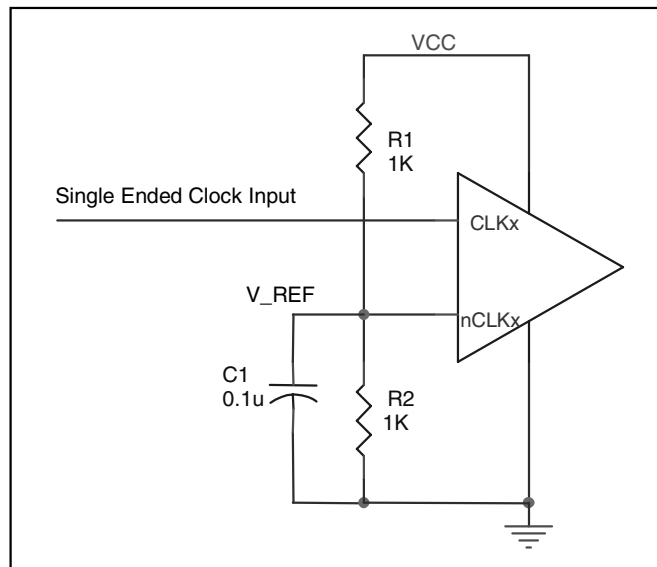 VCC
R1
1K
Single Ended Clock Input
CLKx
V_REF
nCLKx
C1
0.1u
R2
1K